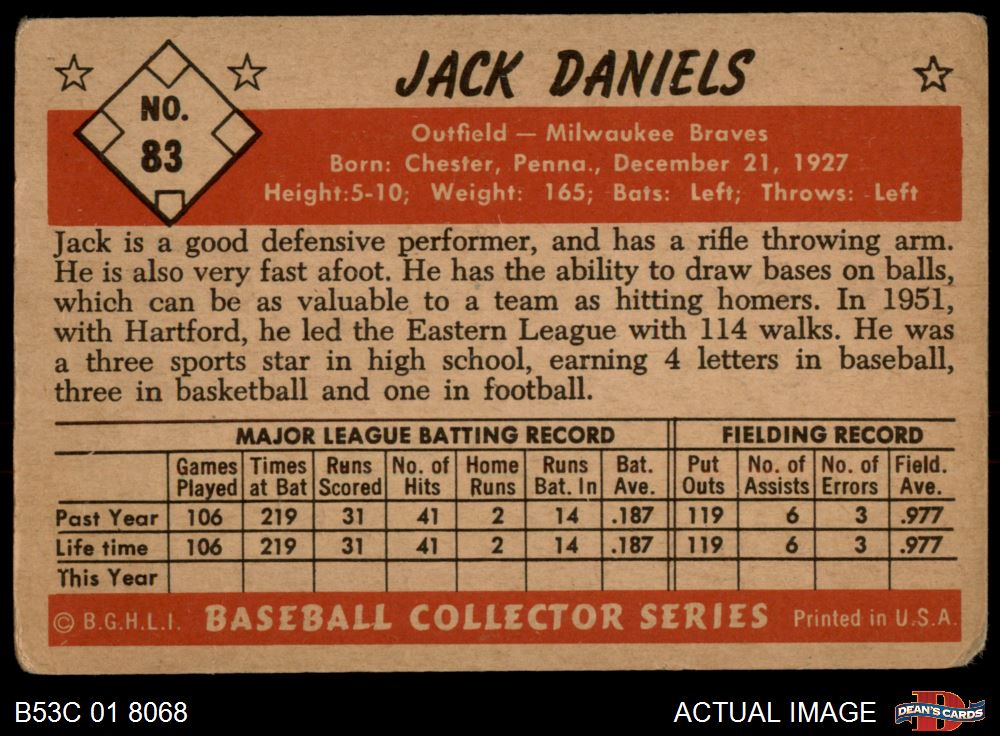 NO.
83
JACK DANIELS
Outfield — Milwaukee Braves
Born: Chester, Penna., December 21, 1927
Height:5-10; Weight: 165; Bats: Left; Throws: Left
Jack is a good defensive performer, and has a rifle throwing arm.
He is also very fast afoot. He has the ability to draw bases on balls,
which can be as valuable to a team as hitting homers. In 1951,
with Hartford, he led the Eastern League with 114 walks. He was
a three sports star in high school, earning 4 letters in baseball,
three in basketball and one in football.
MAJOR LEAGUE BATTING RECORD FIELDING RECORD
Games Times Runs No. of Home Runs Bat. Put No. of No. of Field.
Played at Bat Scored Hits Runs Bat. In Ave. Outs Assists Errors Ave.
Past Year 106 219 31 41 2 14 .187 119 6 3 .977
Life time 106 219 31 41 2 14 .187 119 6 3 .977
This Year
© B.G.H.L.I. BASEBALL COLLECTOR SERIES Printed in U.S.A.
B53C 01 8068 ACTUAL IMAGE DEAN'S CARDS